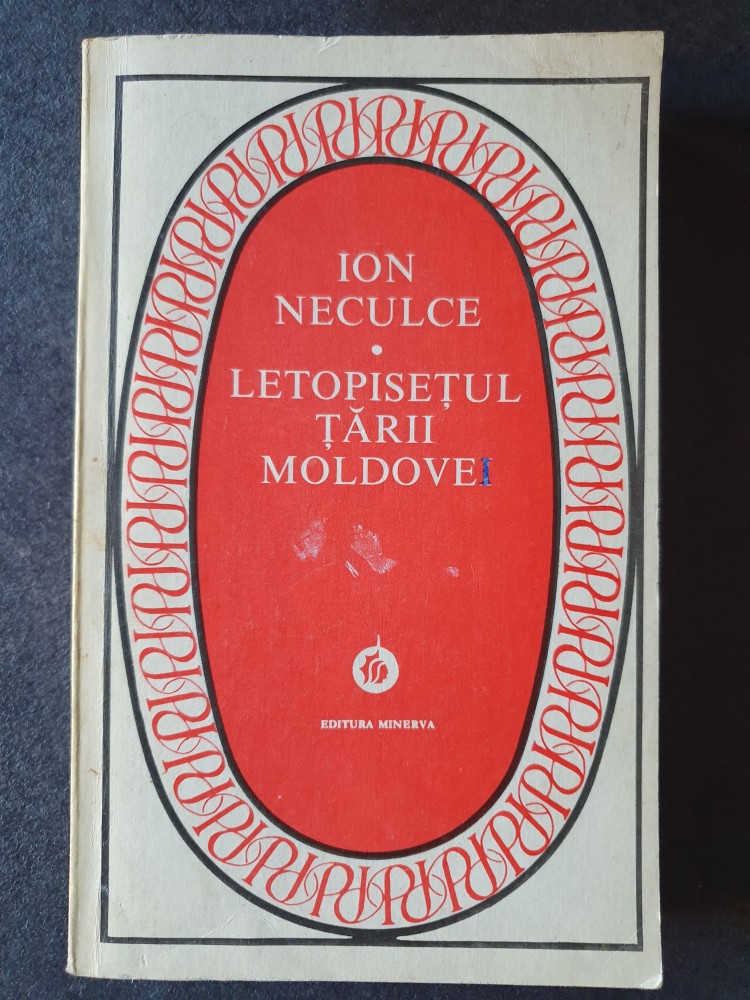 ION
NECULCE
•
LETOPISEȚUL
ȚĂRII
MOLDOVEI
EDITURA MINERVA